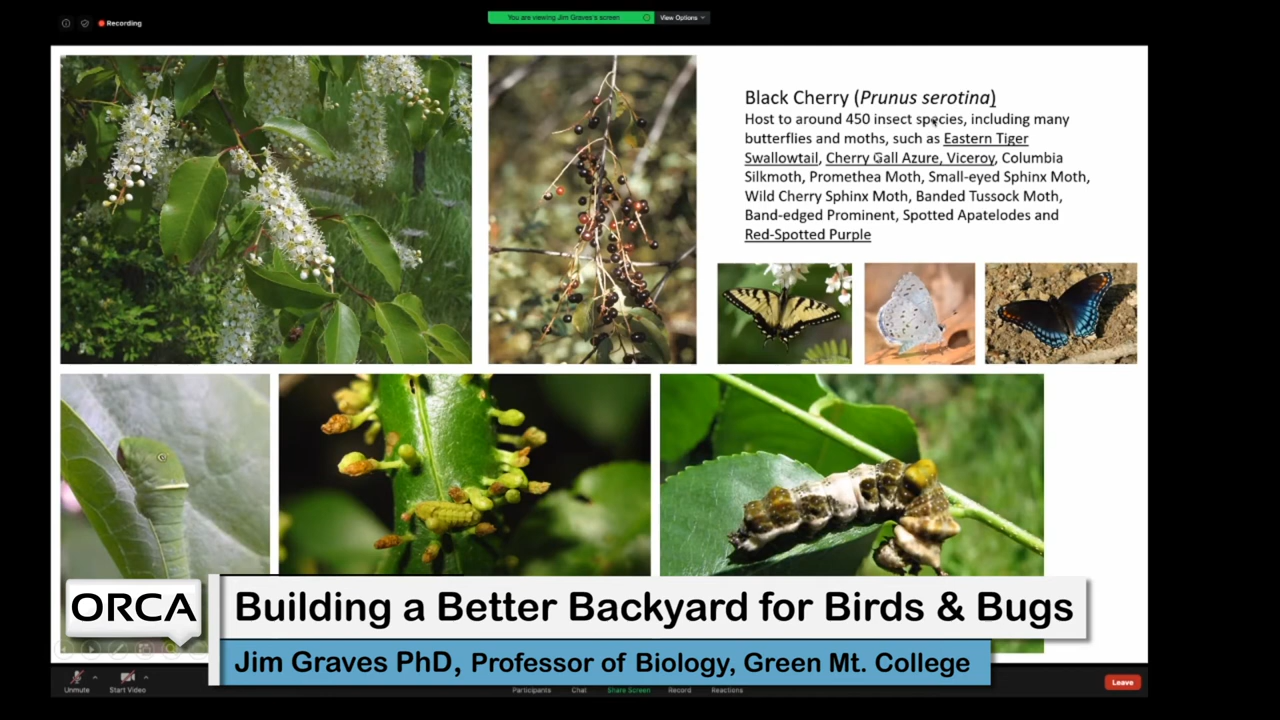 Recording
You are viewing Jim Graves's screen
View Options
Black Cherry (Prunus serotina)
Host to around 450 insect species, including many
butterflies and moths, such as Eastern Tiger
Swallowtail, Cherry Gall Azure, Viceroy, Columbia
Silkmoth, Promethea Moth, Small-eyed Sphinx Moth,
Wild Cherry Sphinx Moth, Banded Tussock Moth,
Band-edged Prominent, Spotted Apatelodes and
Red-Spotted Purple
ORCA
Building a Better Backyard for Birds & Bugs
Jim Graves PhD, Professor of Biology, Green Mt. College
Unmute
Start Video
Participants
Chat
Share Screen
Record
Reactions
Leave